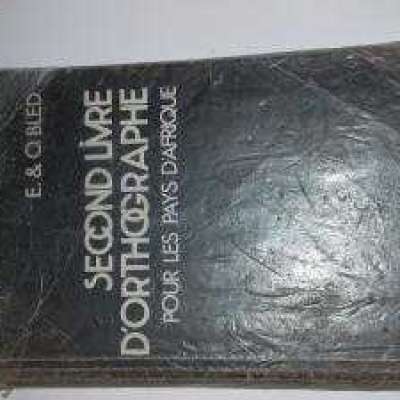 E. & O. BLED
SECOND LIVRE
D'ORTHOGRAPHE
POUR LES PAYS D'AFRIQUE